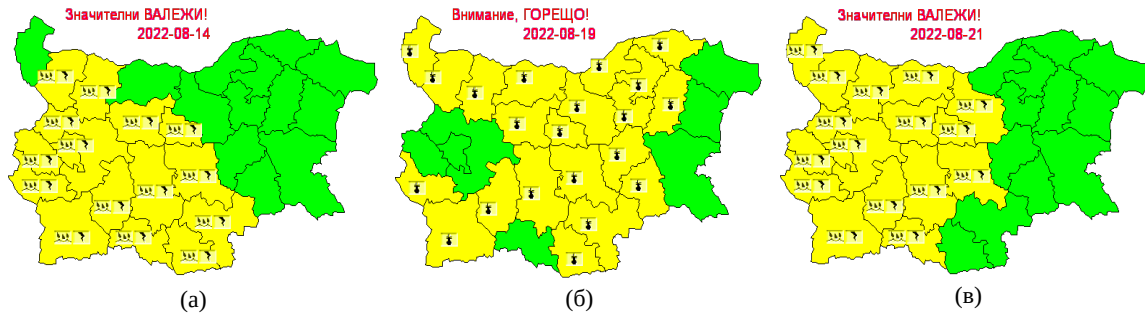 Значителни ВАЛЕЖИ!
2022-08-14
(а)
Внимание, ГОРЕЩО!
2022-08-19
(б)
Значителни ВАЛЕЖИ!
2022-08-21
(в)